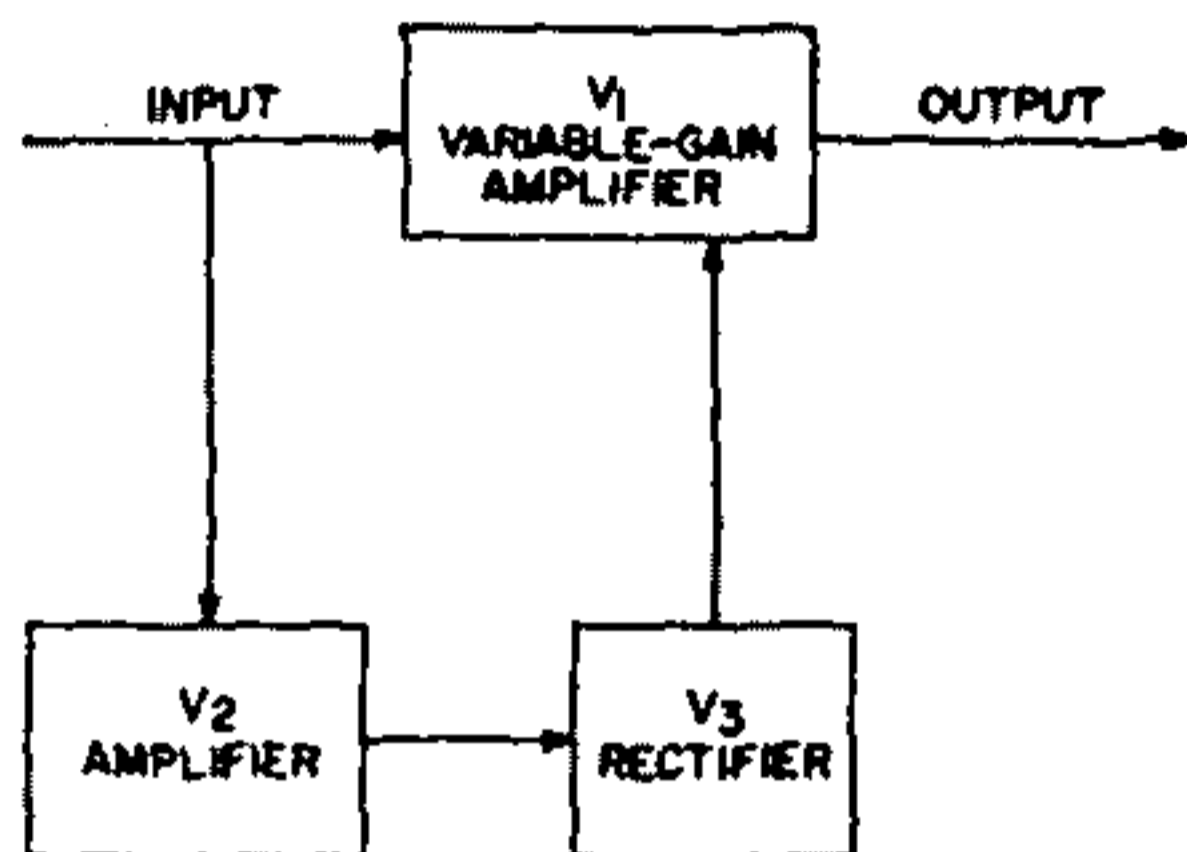 INPUT
V1
VARIABLE-GAIN
AMPLIFIER
OUTPUT
V2
AMPLIFIER
V3
RECTIFIER